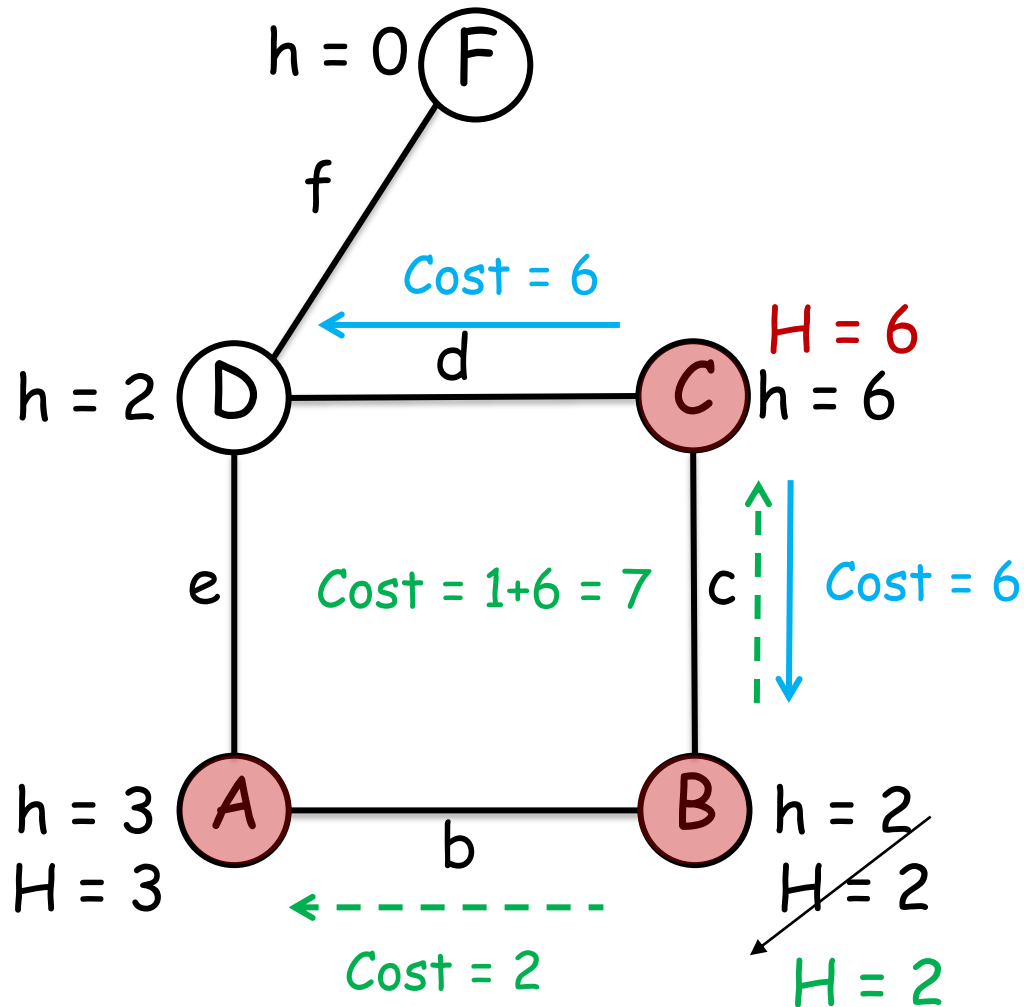 h = 0
F
f
Cost = 6
H = 6
h = 2
D
d
C
h = 6
e
Cost = 1+6 = 7
c
Cost = 6
h = 3
A
B
h = 2
H = 3
b
H = 2
Cost = 2
H = 2